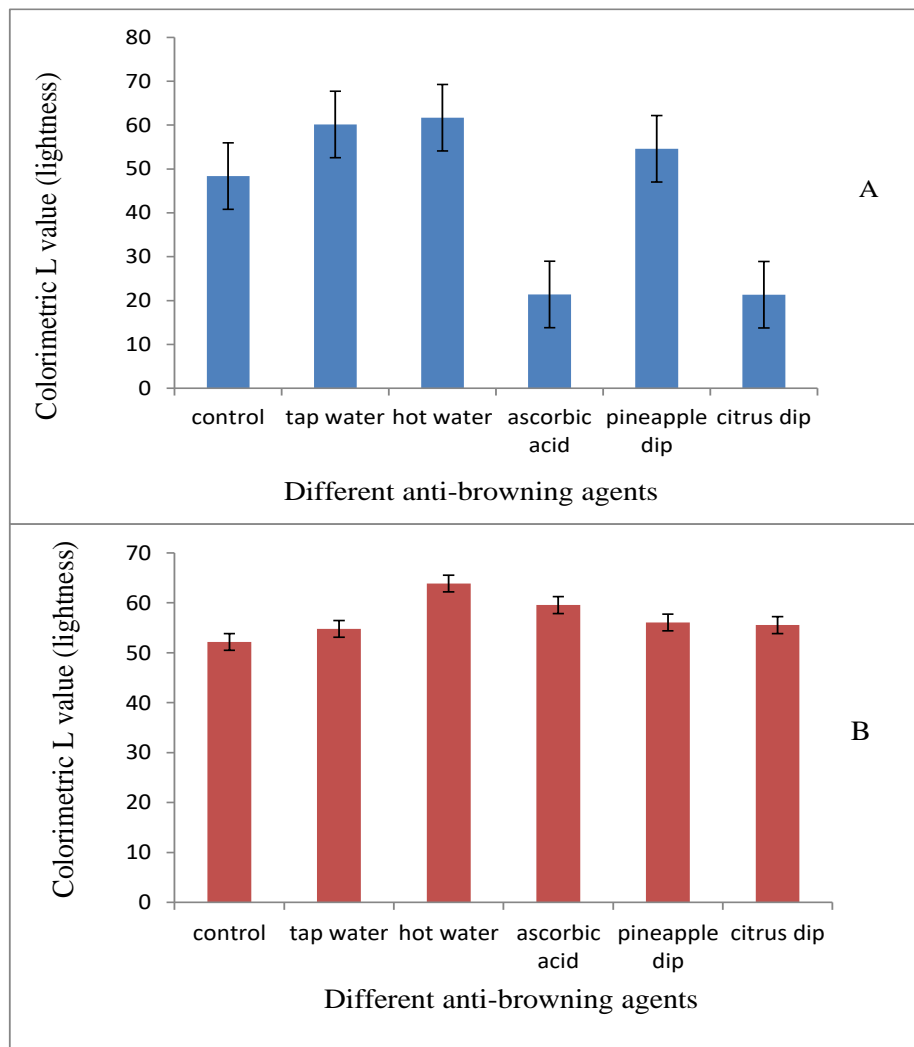 Colorimetric L value (lightness)
80
70
60
50
40
30
20
10
0
control tap water hot water ascorbic acid pineapple dip citrus dip
Different anti-browning agents
A
Colorimetric L value (lightness)
70
60
50
40
30
20
10
0
control tap water hot water ascorbic acid pineapple dip citrus dip
Different anti-browning agents
B